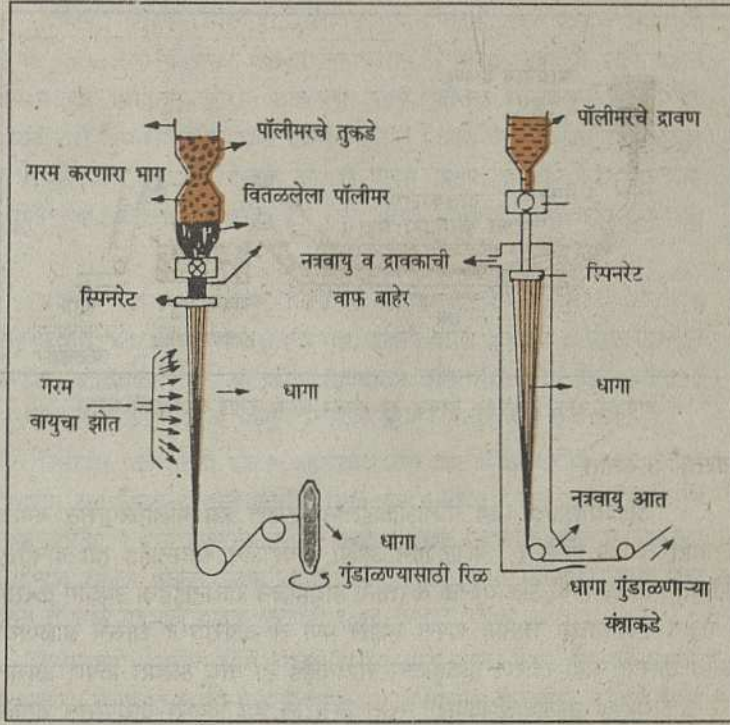 पॉलीमरचे तुकडे
गरम करणारा भाग
वितळलेला पॉलीमर
स्पिनरेट
गरम
वायुचा झोत
धागा
धागा
गुंडाळण्यासाठी रिळ
पॉलीमरचे द्रावण
नत्रवायु व द्रावकाची
वाफ बाहेर
स्पिनरेट
धागा
नत्रवायु आत
धागा गुंडाळणाऱ्या
यंत्राकडे